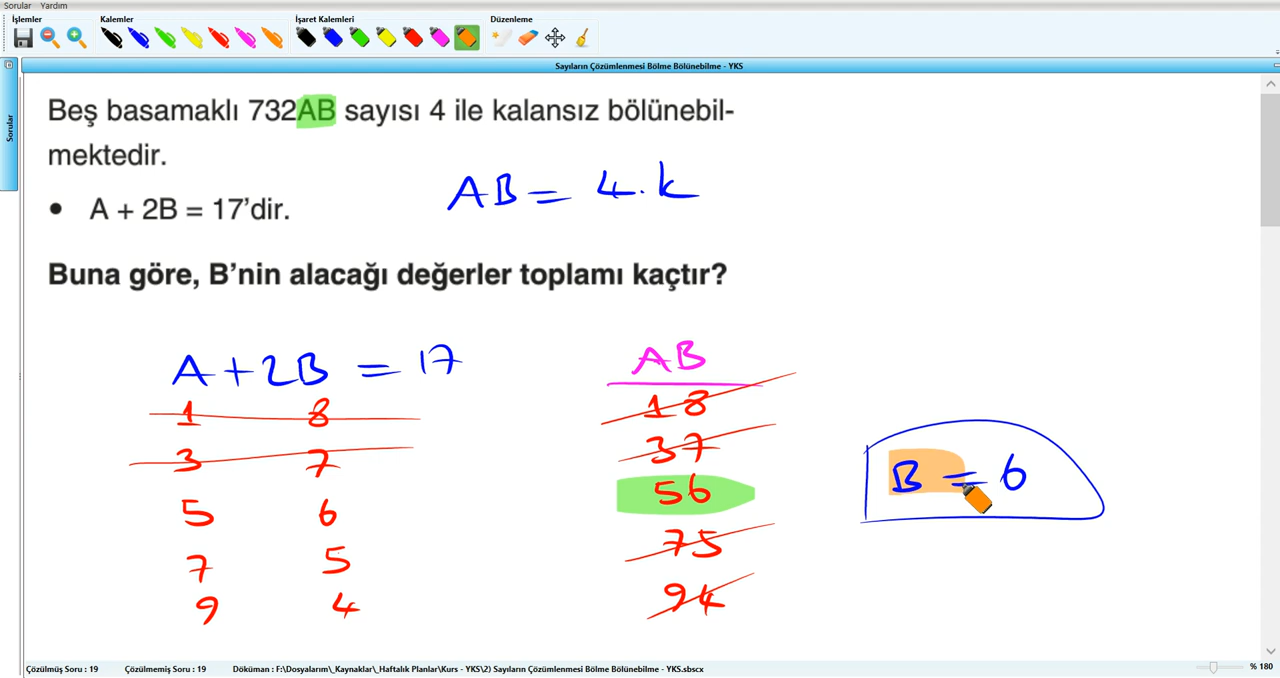 Sorular Yardım
İşlemler Kalemler İşaret Kalemleri Düzenleme
Sayıların Çözümlenmesi Bölme Bölünebilme - YKS
Sorular
Beş basamaklı 732AB sayısı 4 ile kalansız bölünebil-
mektedir.
AB = 4.k
• A + 2B = 17'dir.
Buna göre, B'nin alacağı değerler toplamı kaçtır?
A + 2B = 17
1 8
3 7
5 6
7 5
9 4
AB
18
37
56
75
94
B = 6
Çözülmüş Soru : 19 Çözülmemiş Soru : 19 Döküman : F:\Dosyalarım\_Kaynaklar\_Haftalık Planlar\Kurs - YKS\2) Sayıların Çözümlenmesi Bölme Bölünebilme - YKS.sbscx % 180